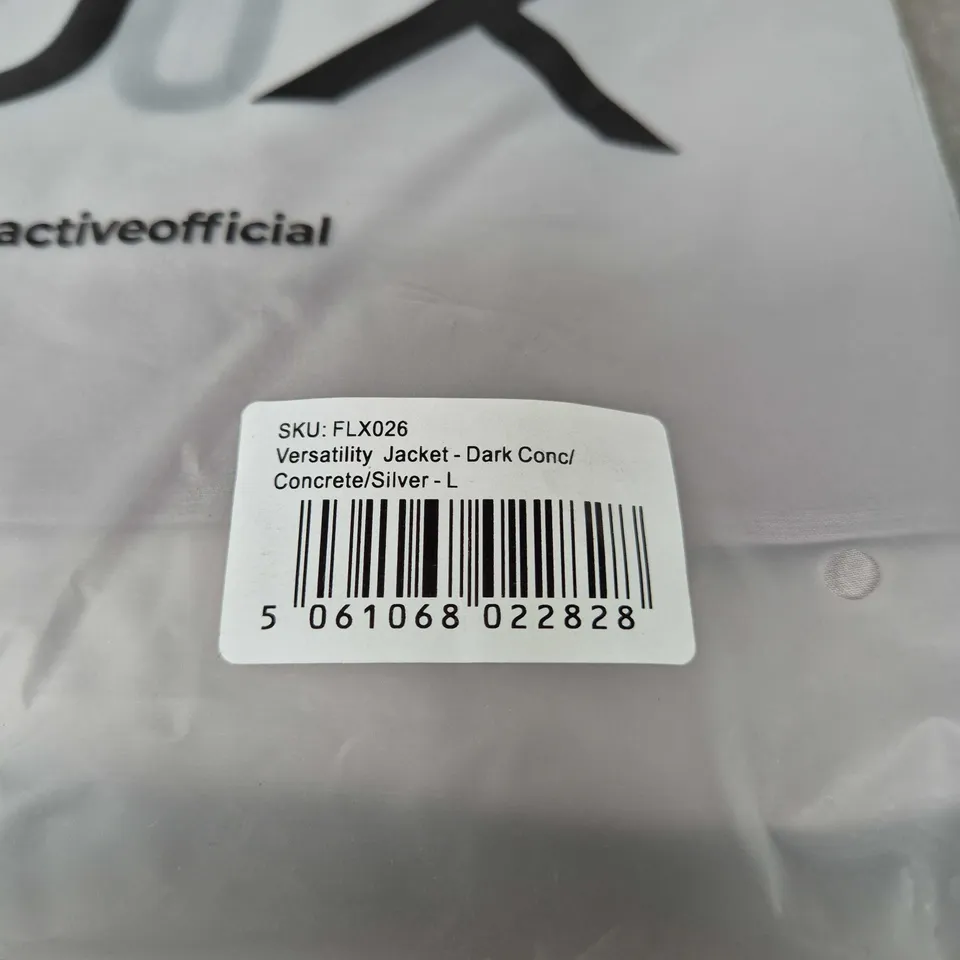 activeofficial
SKU: FLX026
Versatility Jacket - Dark Conc/
Concrete/Silver - L
5 061068 022828